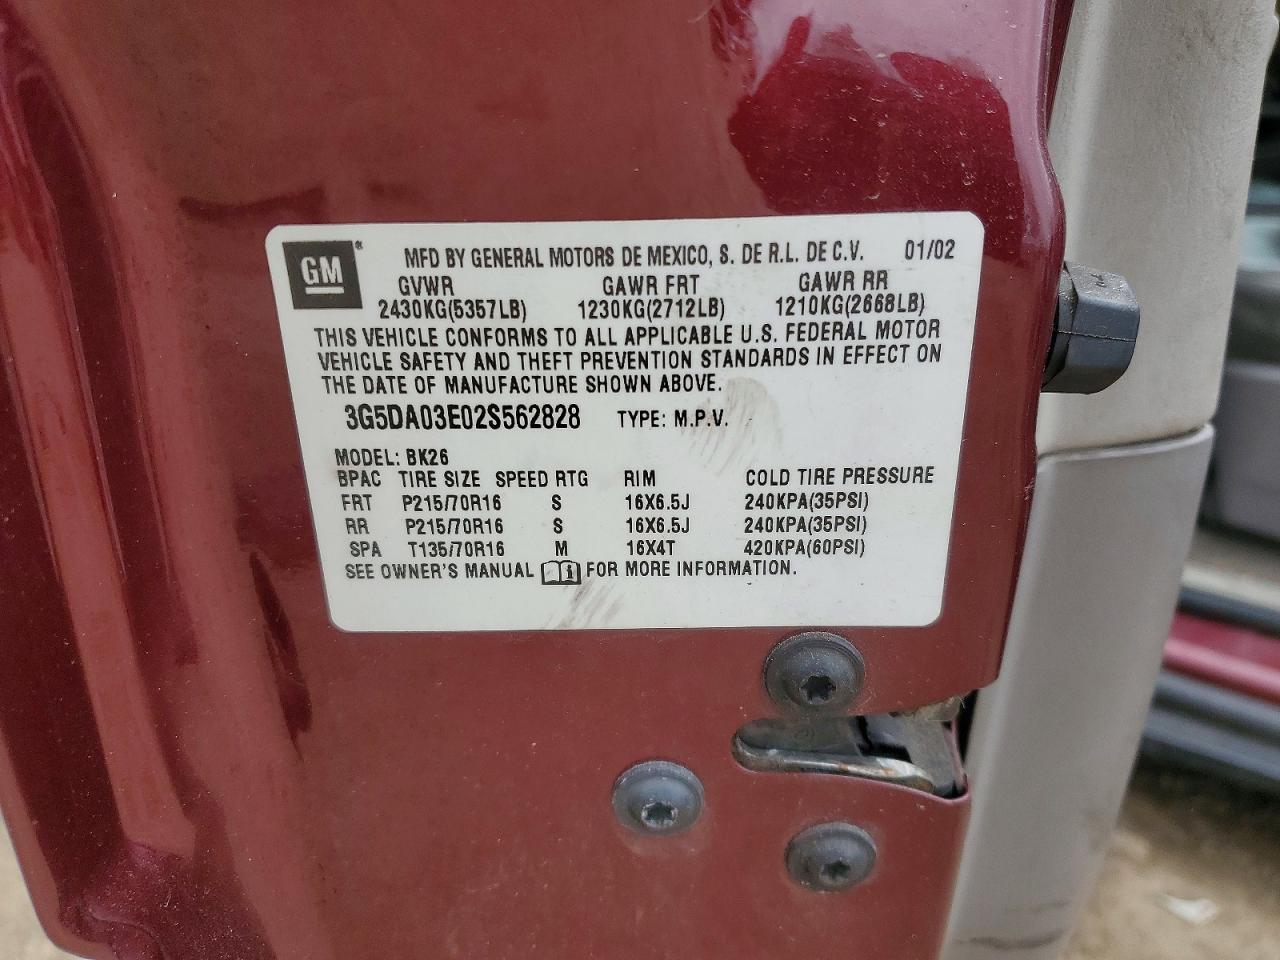 GM ® MFD BY GENERAL MOTORS DE MEXICO, S. DE R.L. DE C.V. 01/02
GVWR GAWR FRT GAWR RR
2430KG(5357LB) 1230KG(2712LB) 1210KG(2668LB)
THIS VEHICLE CONFORMS TO ALL APPLICABLE U.S. FEDERAL MOTOR
VEHICLE SAFETY AND THEFT PREVENTION STANDARDS IN EFFECT ON
THE DATE OF MANUFACTURE SHOWN ABOVE.
3G5DA03E02S562828 TYPE: M.P.V.
MODEL: BK26
BPAC TIRE SIZE SPEED RTG RIM COLD TIRE PRESSURE
FRT P215/70R16 S 16X6.5J 240KPA(35PSI)
RR P215/70R16 S 16X6.5J 240KPA(35PSI)
SPA T135/70R16 M 16X4T 420KPA(60PSI)
SEE OWNER'S MANUAL FOR MORE INFORMATION.